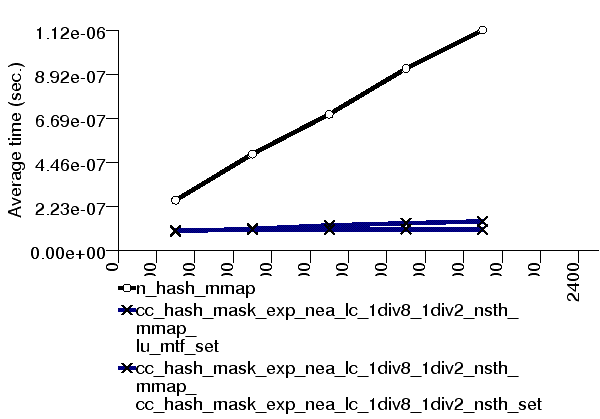 1.12e-06
8.92e-07
6.69e-07
4.46e-07
2.23e-07
0.00e+00
Average time (sec.)
0
2400
n_hash_mmap
cc_hash_mask_exp_nea_lc_1div8_1div2_nsth_
mmap_
lu_mtf_set
cc_hash_mask_exp_nea_lc_1div8_1div2_nsth_
mmap_
cc_hash_mask_exp_nea_lc_1div8_1div2_nsth_set